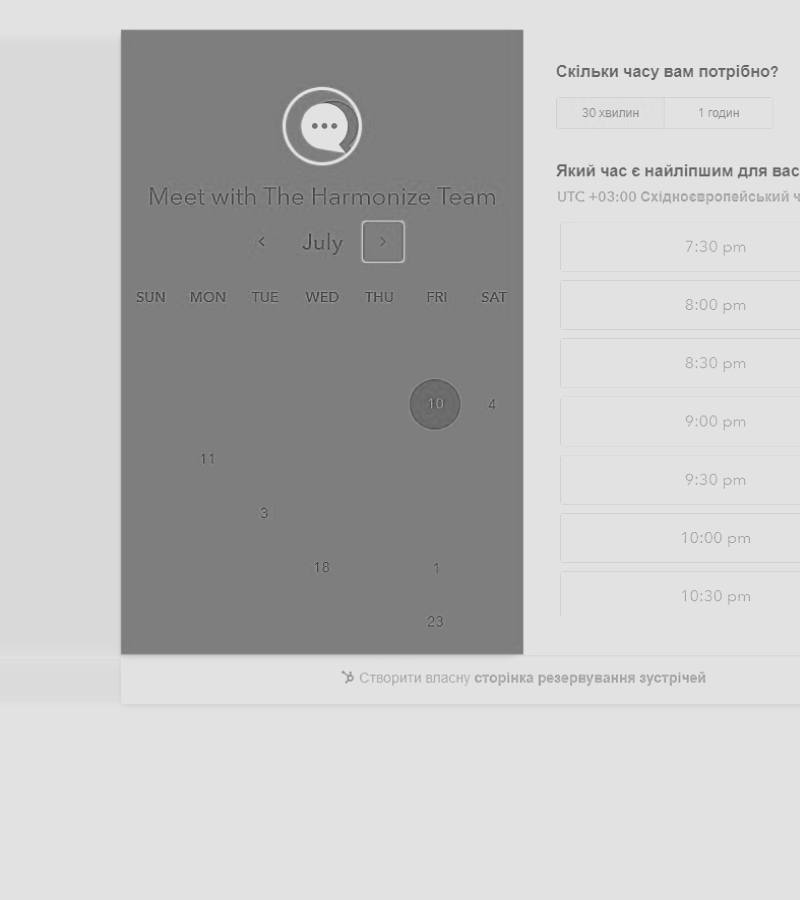 Meet with The Harmonize Team
July
SUN MON TUE WED THU FRI SAT
10 4
11
3
18 1
23
Скільки часу вам потрібно?
30 хвилин 1 годин
Який час є найліпшим для вас
UTC +03:00 Східноєвропейський ч
7:30 pm
8:00 pm
8:30 pm
9:00 pm
9:30 pm
10:00 pm
10:30 pm
Створити власну сторінка резервування зустрічей